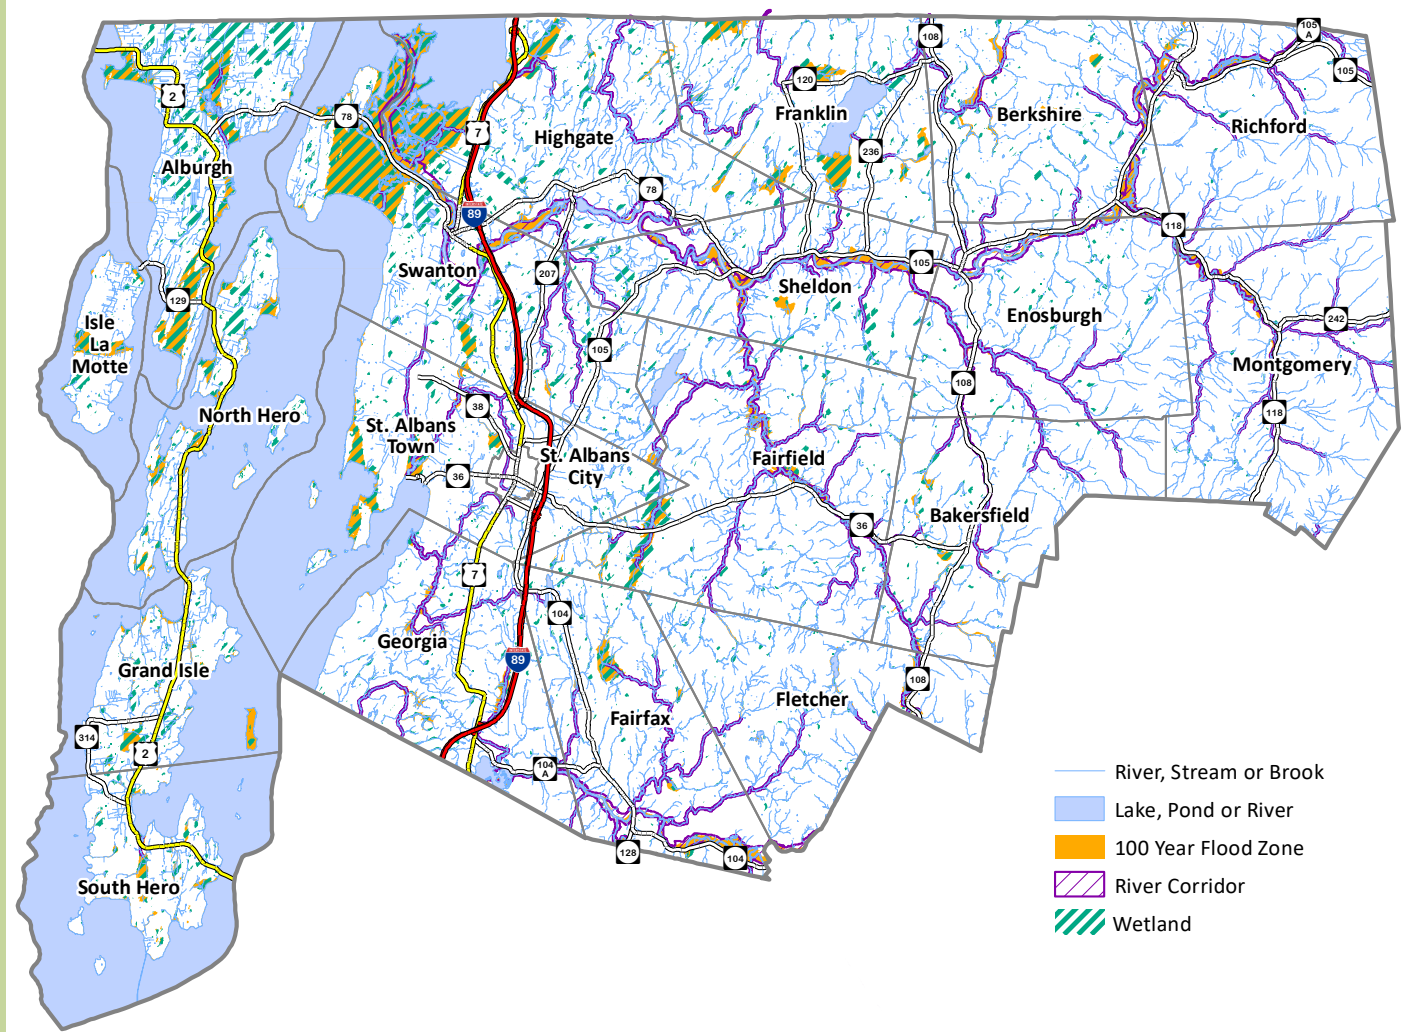 105
A
108
105
120
2
Franklin
Berkshire
78
Richford
7
Highgate
236
Alburgh
78
89
118
Swanton
207
105
Sheldon
129
Enosburgh
Isle
La
Motte
242
105
Montgomery
108
38
118
North Hero
St. Albans
Town
St. Albans
City
Fairfield
36
Bakersfield
36
7
104
Georgia
89
Grand Isle
108
Fletcher
Fairfax
314
2
104
A
128
104
South Hero
River, Stream or Brook
Lake, Pond or River
100 Year Flood Zone
River Corridor
Wetland